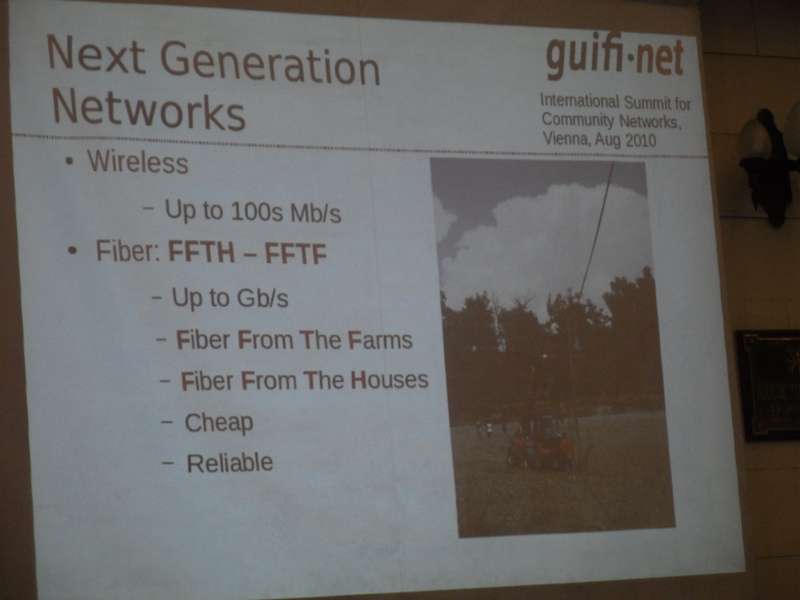 Next Generation
Networks
guifi·net
International Summit for
Community Networks,
Vienna, Aug 2010
• Wireless
– Up to 100s Mb/s
• Fiber: FFTH – FFTF
– Up to Gb/s
– Fiber From The Farms
– Fiber From The Houses
– Cheap
– Reliable